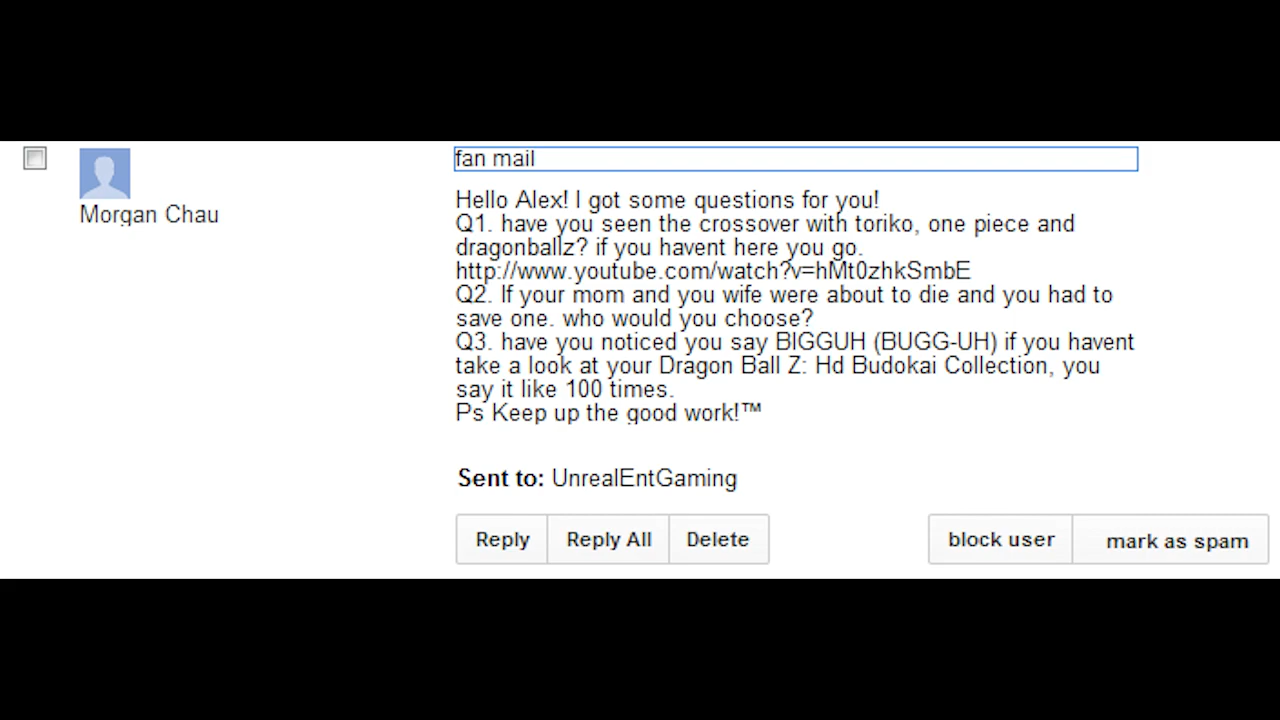 fan mail
Morgan Chau
Hello Alex! I got some questions for you!
Q1. have you seen the crossover with toriko, one piece and
dragonballz? if you havent here you go.
http://www.youtube.com/watch?v=hMt0zhkSmbE
Q2. If your mom and you wife were about to die and you had to
save one. who would you choose?
Q3. have you noticed you say BIGGUH (BUGG-UH) if you havent
take a look at your Dragon Ball Z: Hd Budokai Collection, you
say it like 100 times.
Ps Keep up the good work!™
Sent to: UnrealEntGaming
Reply Reply All Delete block user mark as spam